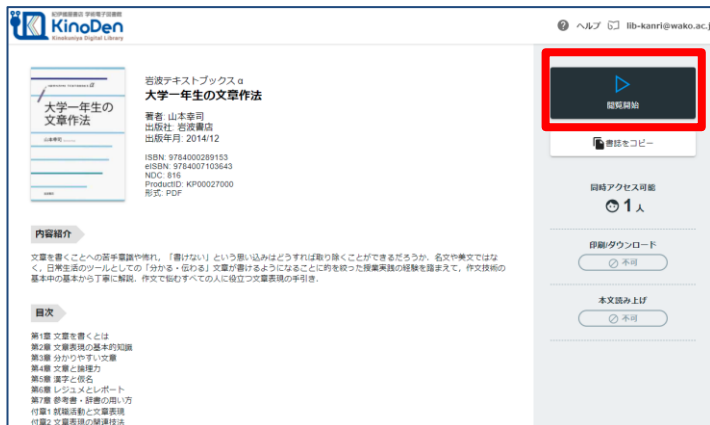 紀伊國屋書店 学術電子図書館
KinoDen
Kinokuniya Digital Library
ヘルプ lib-kanri@wako.ac.j
大学一年生の
文章作法
山本幸司
岩波テキストブックスα
大学一年生の文章作法
著者: 山本幸司
出版社: 岩波書店
出版年月: 2014/12
ISBN: 9784000289153
eISBN: 9784007103643
NDC: 816
ProductID: KP00027000
形式: PDF
閲覧開始
書誌をコピー
同時アクセス可能
1 人
印刷/ダウンロード
不可
本文読み上げ
不可
内容紹介
文章を書くことへの苦手意識や怖れ，「書けない」という思い込みはどうすれば取り除くことができるだろうか．名文や美文ではな
く，日常生活のツールとしての「分かる・伝わる」文章が書けるようになることに的を絞った授業実践の経験を踏まえて，作文技術の
基本中の基本から丁寧に解説．作文で悩むすべての人に役立つ文章表現の手引き．
目次
第1章 文章を書くとは
第2章 文章表現の基本的知識
第3章 分かりやすい文章
第4章 文章と論理力
第5章 漢字と仮名
第6章 レジュメとレポート
第7章 参考書・辞書の用い方
付章1 就職活動と文章表現
付章2 文章表現の関連技法